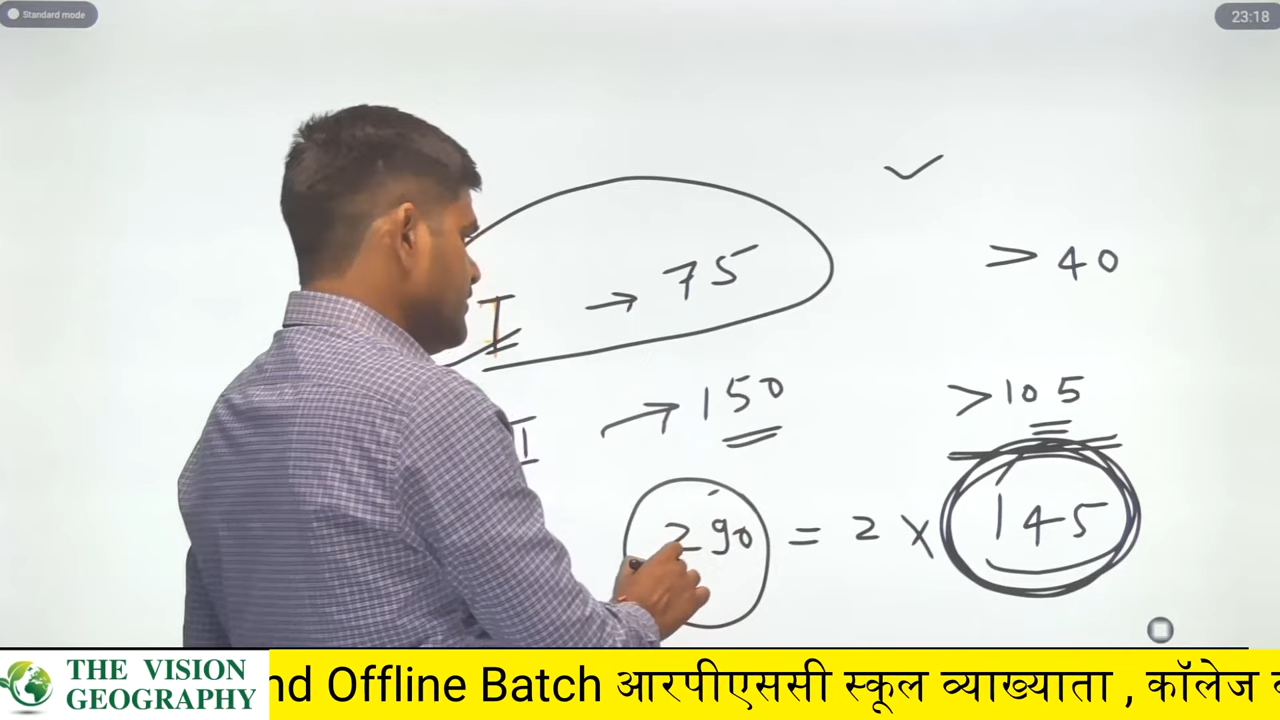 Standard mode
23:18
I → 75
> 40
I → 150
> 105
290 = 2 × 145
THE VISION
GEOGRAPHY
nd Offline Batch आरपीएससी स्कूल व्याख्याता , कॉलेज